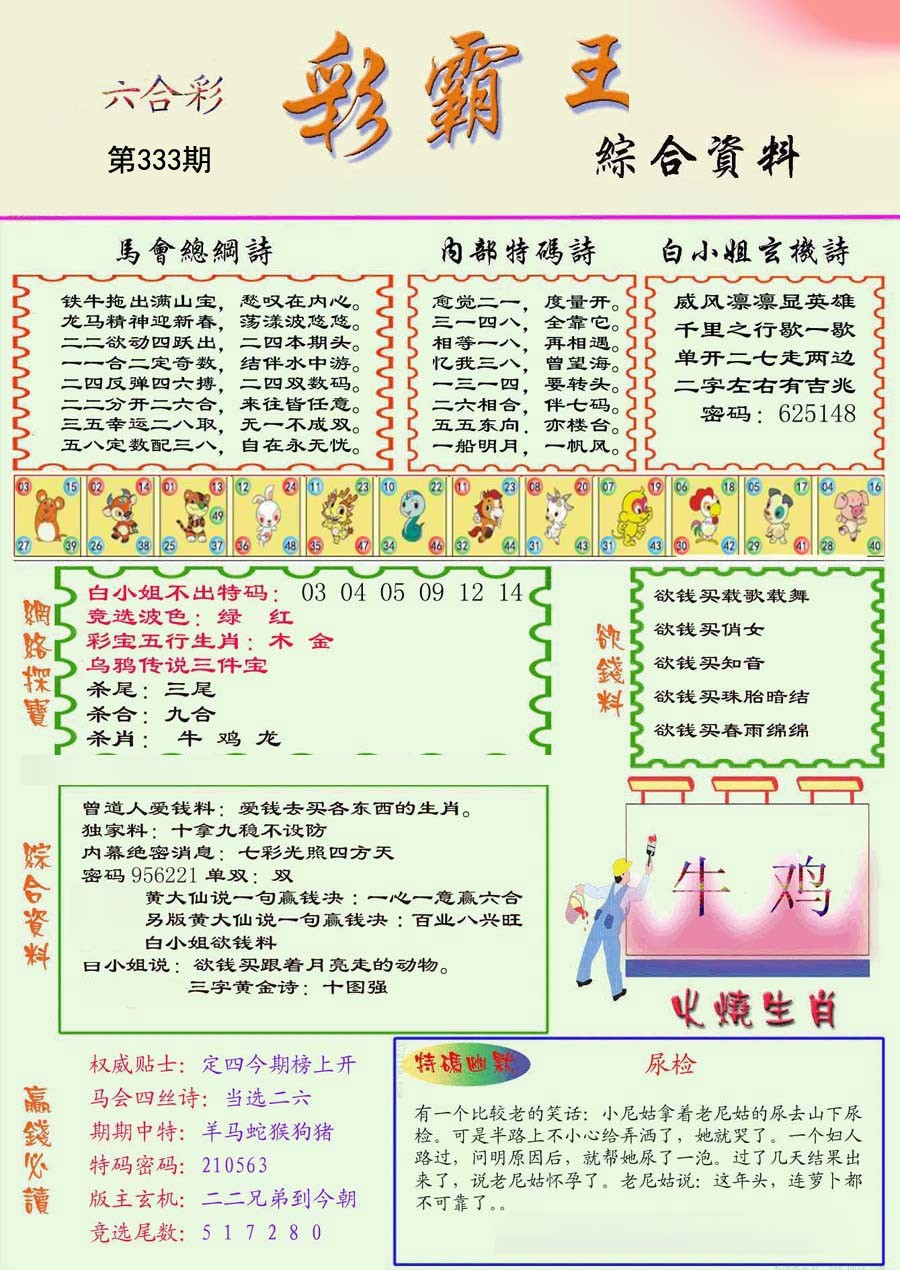 六合彩
彩霸王
第333期
綜合資料
馬會總綱詩
铁牛拖出满山宝，愁叹在内心。
龙马精神迎新春，荡漾波悠悠。
二二欲动四跃出，二四本期头。
一一合二定奇数，结伴水中游。
二四反弹四六搏，二四双数码。
二二分开二六合，来往皆任意。
三五幸运二八取，无一不成双。
五八定数配三八，自在永无忧。
内部特碼詩
愈觉二一，度量开。
三一四八，全靠它。
相等一八，再相遇。
忆我三八，曾望海。
一三一四，要转头。
二六相合，伴七码。
五五东向，亦楼台。
一船明月，一帆风。
白小姐玄機詩
威风凛凛显英雄
千里之行歇一歇
单开二七走两边
二字左右有吉兆
密码：625148
03 15 02 14 01 13 12 24 11 23 10 22 11 23 08 20 07 19 06 18 05 17 04 16
49
27 39 26 38 25 37 36 48 35 47 34 46 32 44 31 43 31 43 30 42 29 41 28 40
網路探寶
白小姐不出特码： 03 04 05 09 12 14
竞选波色：绿 红
彩宝五行生肖：木 金
乌鸦传说三件宝
杀尾：三尾
杀合：九合
杀肖： 牛 鸡 龙
欲錢料
欲钱买载歌载舞
欲钱买俏女
欲钱买知音
欲钱买珠胎暗结
欲钱买春雨绵绵
綜合資料
曾道人爱钱料：爱钱去买各东西的生肖。
独家料：十拿九稳不设防
内幕绝密消息：七彩光照四方天
密码956221单双：双
黄大仙说一句赢钱决：一心一意赢六合
另版黄大仙说一句赢钱决：百业八兴旺
白小姐欲钱料
曰小姐说：欲钱买跟着月亮走的动物。
三字黄金诗：十图强
牛 鸡
火燒生肖
贏錢必讀
权威贴士：定四今期榜上开
马会四丝诗：当选二六
期期中特：羊马蛇猴狗猪
特码密码：210563
版主玄机：二二兄弟到今朝
竞选尾数：5 1 7 2 8 0
特碼幽默
尿检
有一个比较老的笑话：小尼姑拿着老尼姑的尿去山下尿
检。可是半路上不小心给弄洒了，她就哭了。一个妇人
路过，问明原因后，就帮她尿了一泡。过了几天结果出
来了，说老尼姑怀孕了。老尼姑说：这年头，连萝卜都
不可靠了。。